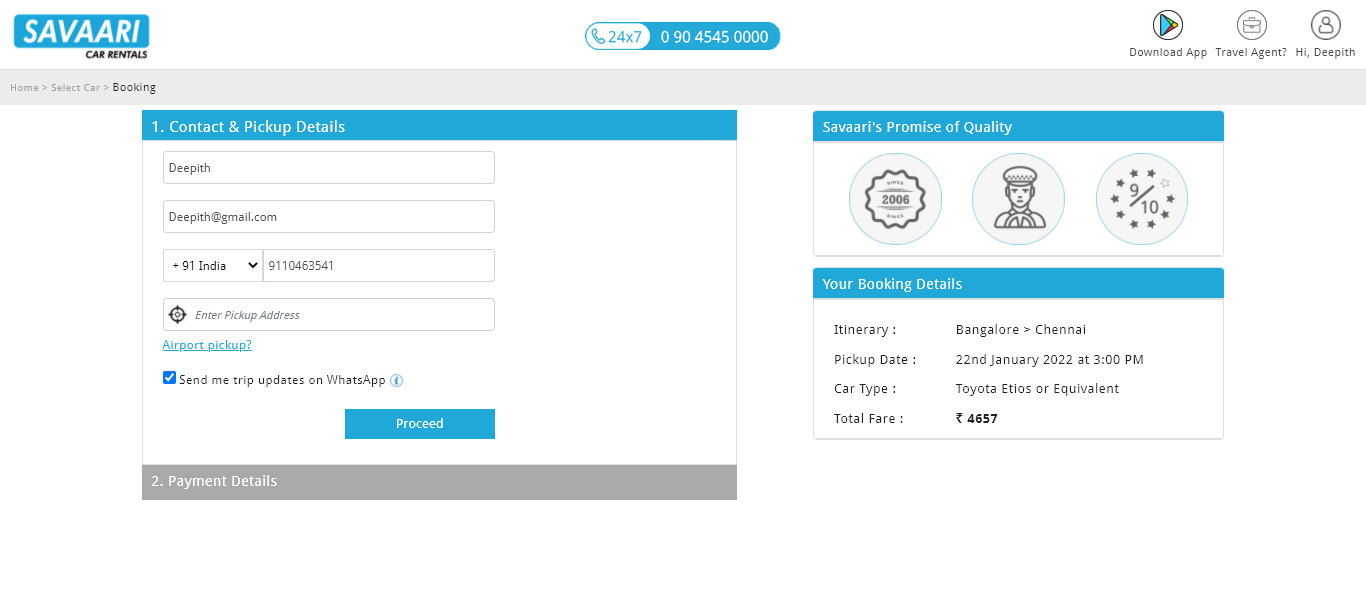 SAVAARI
CAR RENTALS
24x7 0 90 4545 0000
Download App Travel Agent? Hi, Deepith
Home > Select Car > Booking
1. Contact & Pickup Details
Deepith
Deepith@gmail.com
+ 91 India 9110463541
Enter Pickup Address
Airport pickup?
Send me trip updates on WhatsApp i
Proceed
2. Payment Details
Savaari's Promise of Quality
SINCE
2006
SINCE
9/10
Your Booking Details
Itinerary : Bangalore > Chennai
Pickup Date : 22nd January 2022 at 3:00 PM
Car Type : Toyota Etios or Equivalent
Total Fare : ₹ 4657